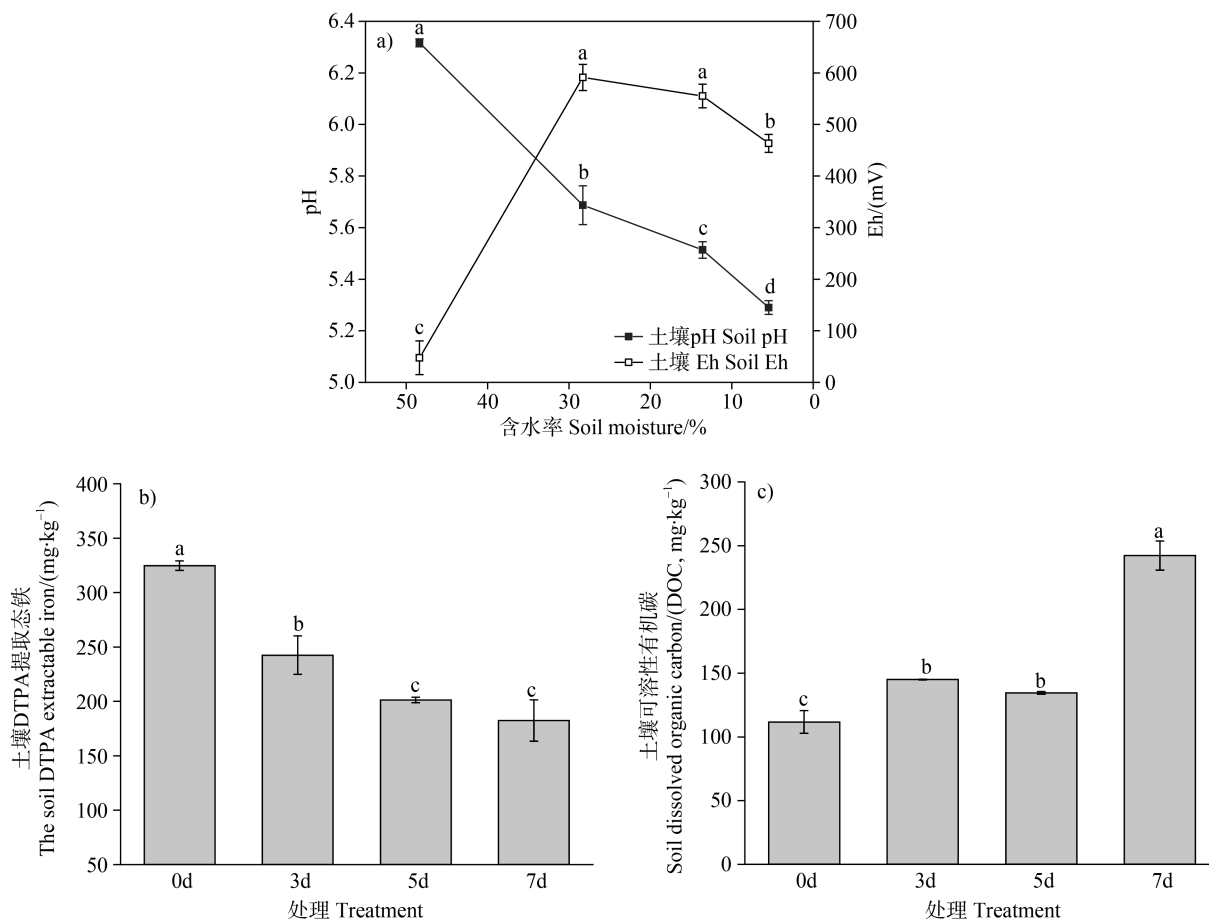 a)
6.4
6.2
6.0
5.8
5.6
5.4
5.2
5.0
pH
700
600
500
400
300
200
100
0
Eh/(mV)
a
b
c
d
c
a
a
b
土壤pH Soil pH
土壤 Eh Soil Eh
50 40 30 20 10 0
含水率 Soil moisture/%
b)
400
350
325
250
200
150
100
50
土壤DTPA提取态铁
The soil DTPA extractable iron/(mg·kg⁻¹)
a
b
c
c
0d 3d 5d 7d
处理 Treatment
c)
300
250
200
150
100
50
0
土壤可溶性有机碳
Soil dissolved organic carbon/(DOC, mg·kg⁻¹)
c
b
b
a
0d 3d 5d 7d
处理 Treatment